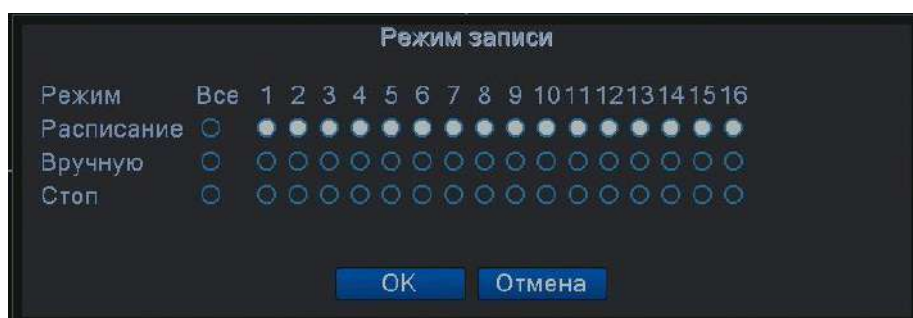 Режим записи
Режим Все 1 2 3 4 5 6 7 8 9 10 11 12 13 14 15 16
Расписание
Вручную
Стоп
OK Отмена